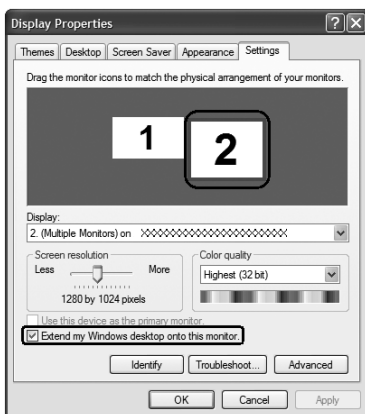 Display Properties
Themes Desktop Screen Saver Appearance Settings
Drag the monitor icons to match the physical arrangement of your monitors.
1 2
Display:
2. (Multiple Monitors) on XXXXXXXXXXXXXXXXXXXXXXXX
Screen resolution Color quality
Less More Highest (32 bit)
1280 by 1024 pixels
Use this device as the primary monitor.
Extend my Windows desktop onto this monitor.
Identify Troubleshoot... Advanced
OK Cancel Apply